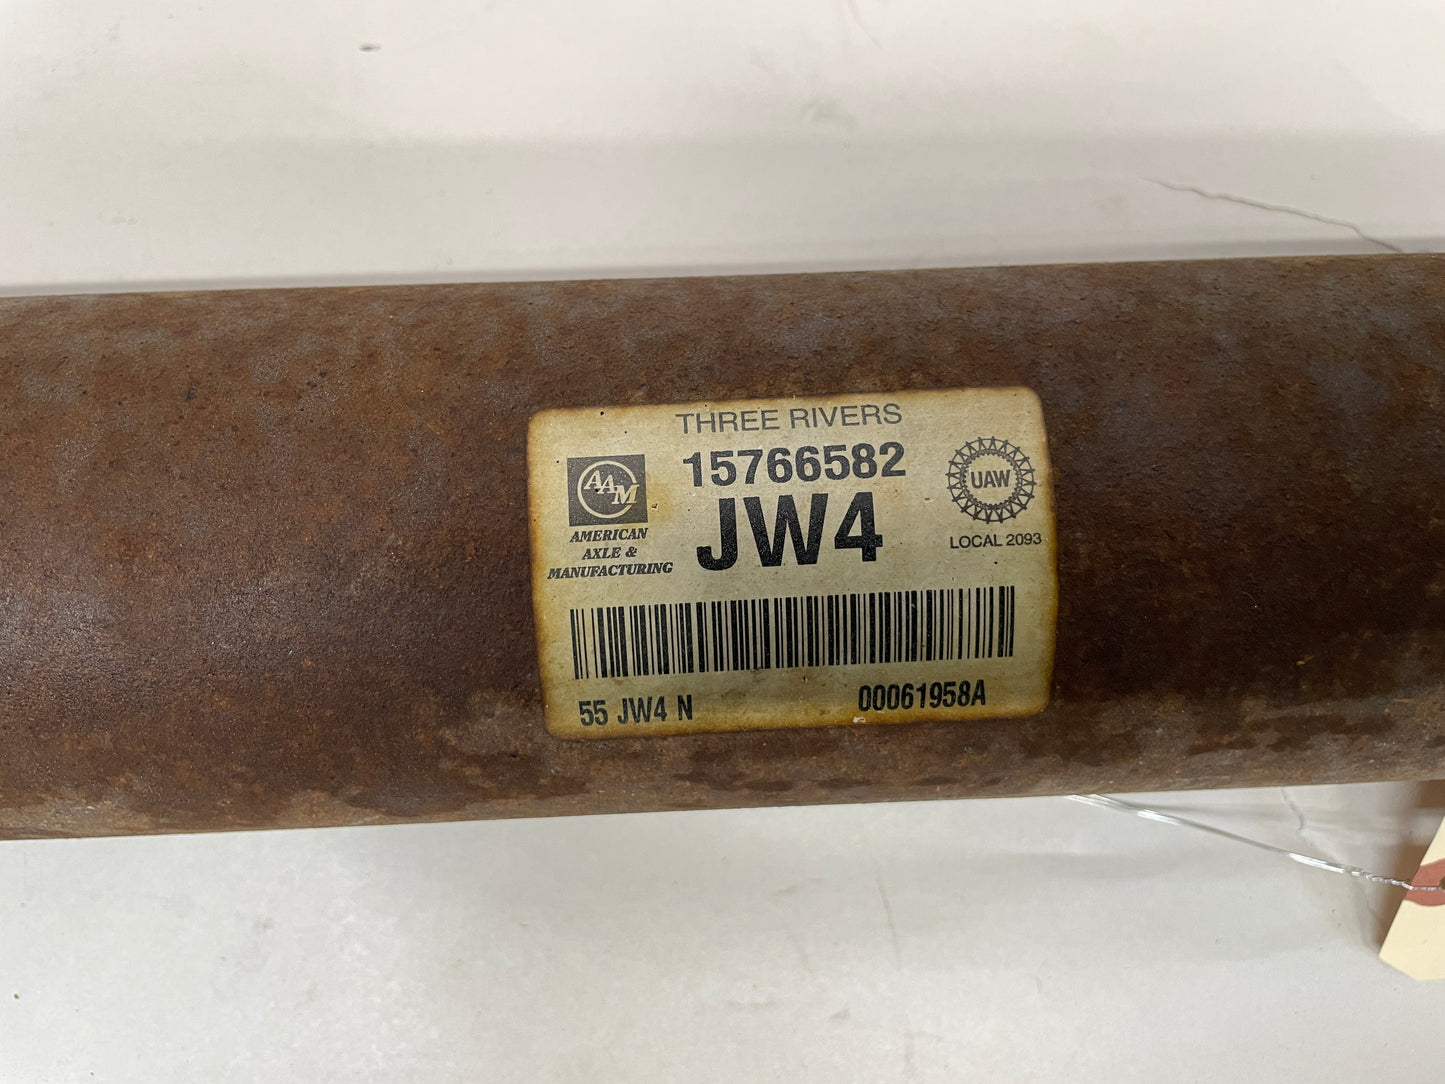 THREE RIVERS
15766582
JW4
AAM
AMERICAN
AXLE &
MANUFACTURING
UAW
LOCAL 2093
55 JW4 N
00061958A